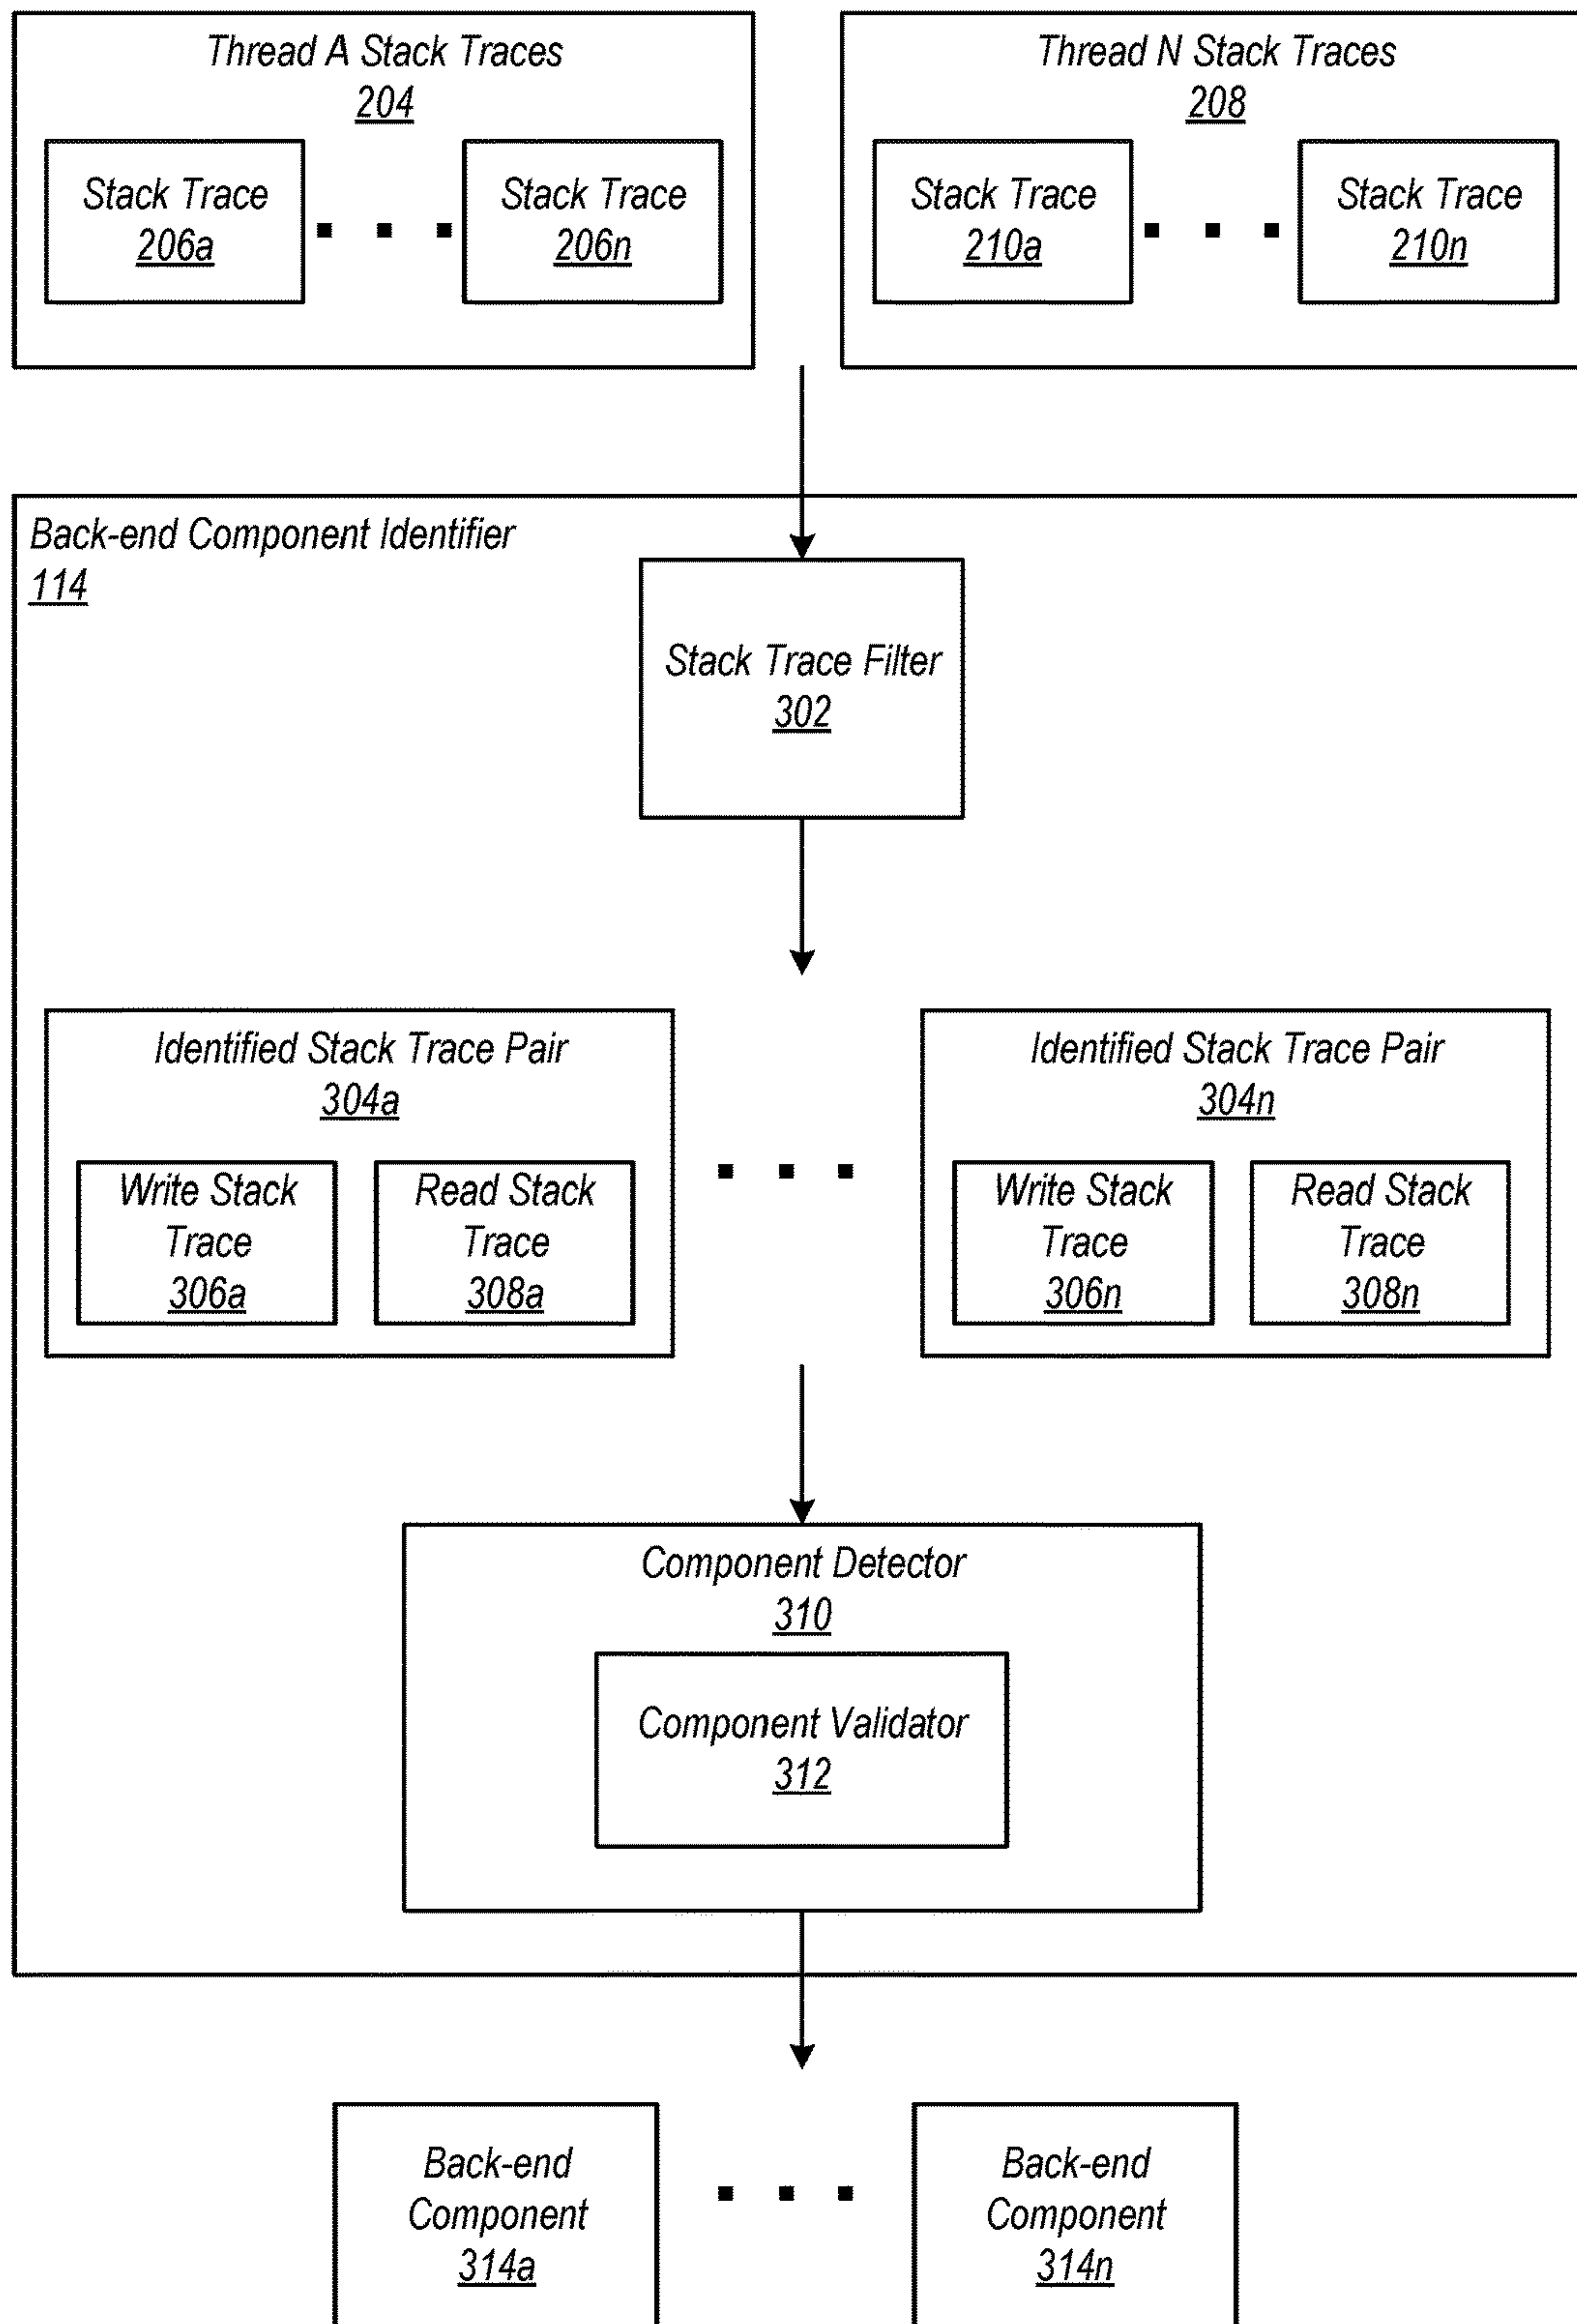 Thread A Stack Traces
204
Stack Trace
206a
Stack Trace
206n
Thread N Stack Traces
208
Stack Trace
210a
Stack Trace
210n
Back-end Component Identifier
114
Stack Trace Filter
302
Identified Stack Trace Pair
304a
Write Stack
Trace
306a
Read Stack
Trace
308a
Identified Stack Trace Pair
304n
Write Stack
Trace
306n
Read Stack
Trace
308n
Component Detector
310
Component Validator
312
Back-end
Component
314a
Back-end
Component
314n